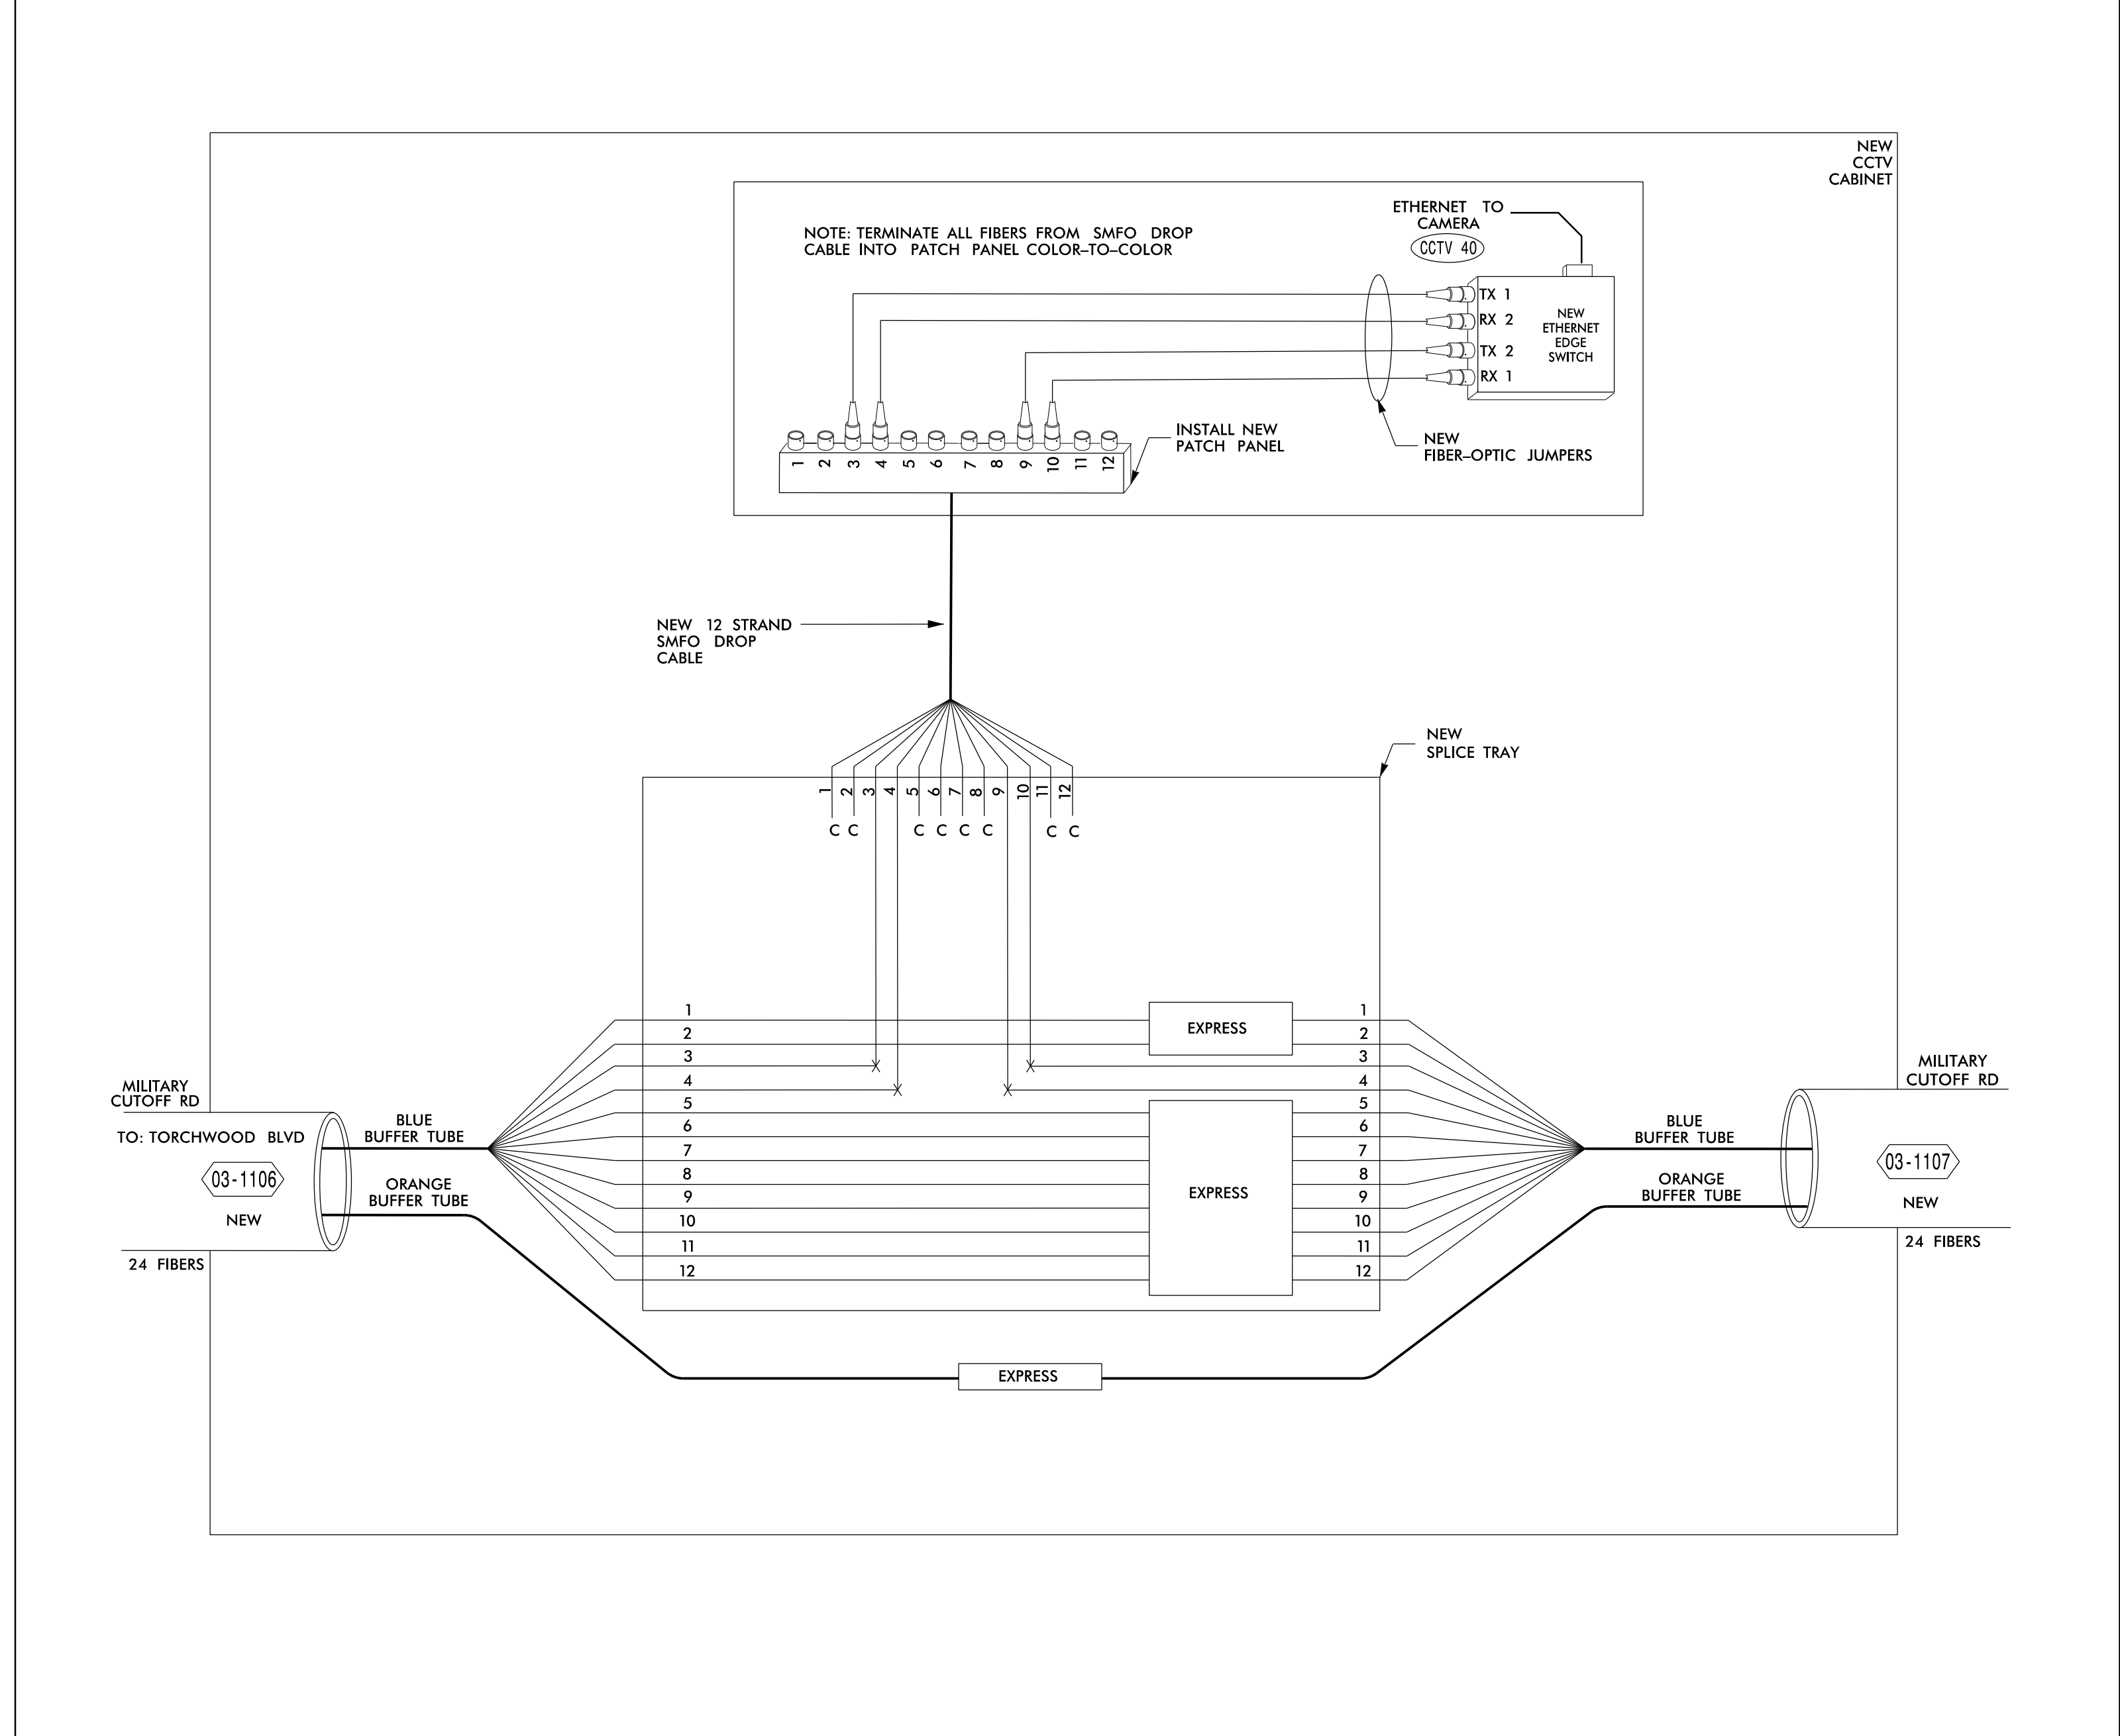 NEW
CCTV
CABINET
ETHERNET TO
CAMERA
CCTV 40
NOTE: TERMINATE ALL FIBERS FROM SMFO DROP
CABLE INTO PATCH PANEL COLOR-TO-COLOR
TX 1
RX 2
TX 2
RX 1
NEW
ETHERNET
EDGE
SWITCH
INSTALL NEW
PATCH PANEL
NEW
FIBER-OPTIC JUMPERS
1 2 3 4 5 6 7 8 9 10 11 12
NEW 12 STRAND
SMFO DROP
CABLE
NEW
SPLICE TRAY
1 2 3 4 5 6 7 8 9 10 11 12
C C C C C C C C
1
2
3
4
5
6
7
8
9
10
11
12
EXPRESS
EXPRESS
1
2
3
4
5
6
7
8
9
10
11
12
MILITARY
CUTOFF RD
TO: TORCHWOOD BLVD
03-1106
NEW
24 FIBERS
BLUE
BUFFER TUBE
ORANGE
BUFFER TUBE
BLUE
BUFFER TUBE
ORANGE
BUFFER TUBE
MILITARY
CUTOFF RD
03-1107
NEW
24 FIBERS
EXPRESS